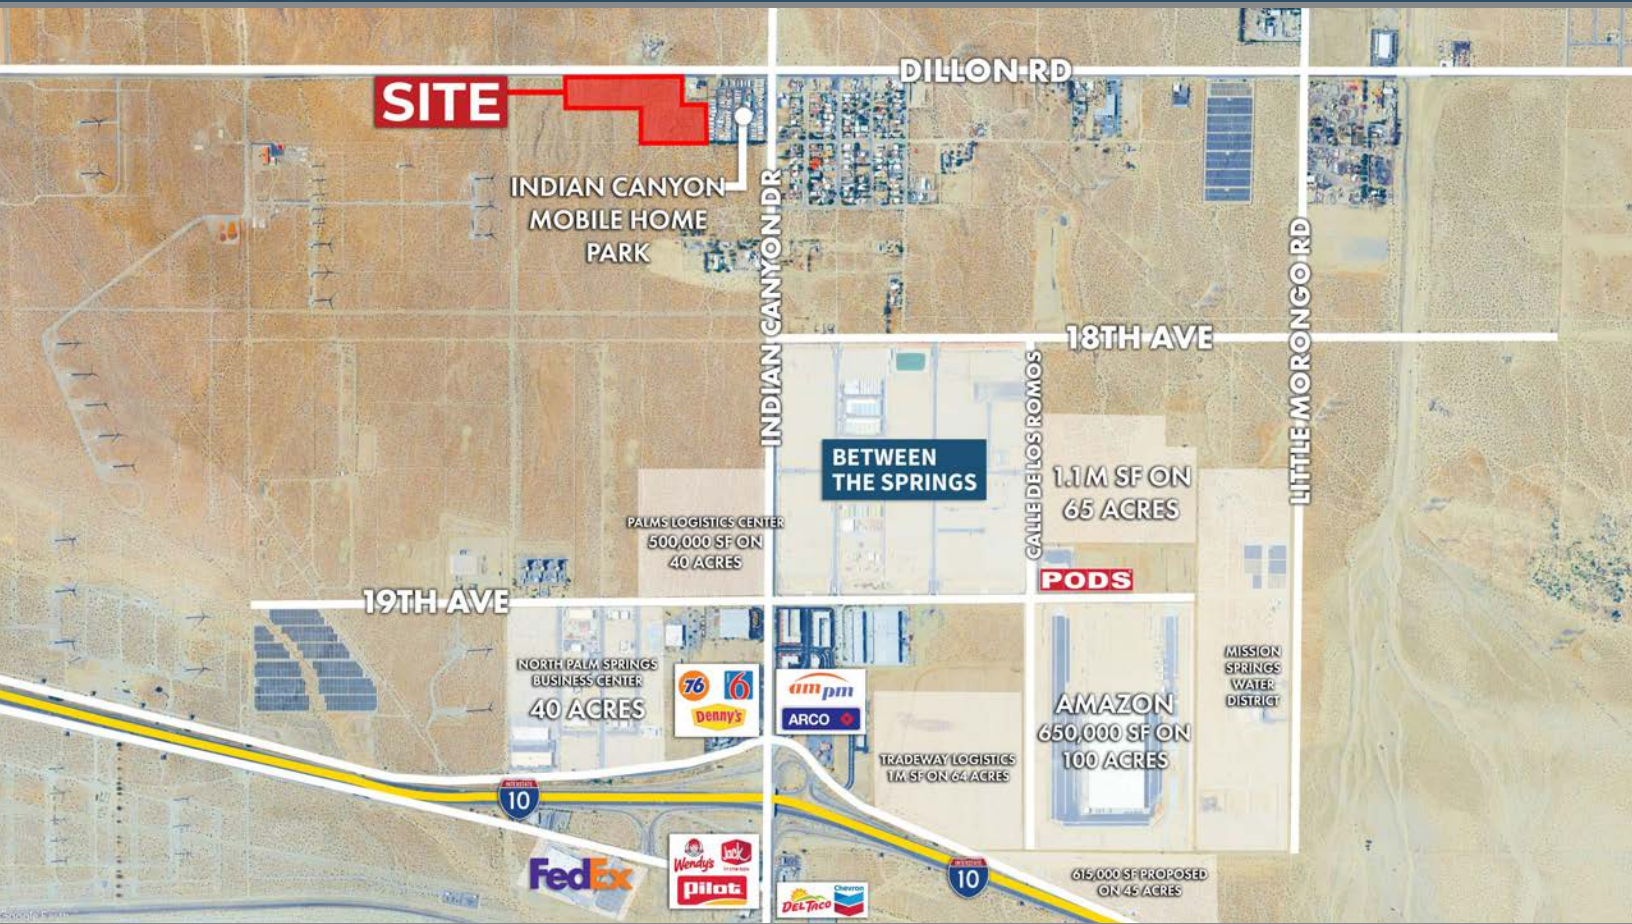 DILLON RD
SITE
INDIAN CANYON
MOBILE HOME
PARK
INDIAN CANYON DR
LITTLE MORONGO RD
18TH AVE
CALLE DE LOS ROMOS
BETWEEN
THE SPRINGS
1.1M SF ON
65 ACRES
PALMS LOGISTICS CENTER
500,000 SF ON
40 ACRES
PODS
19TH AVE
NORTH PALM SPRINGS
BUSINESS CENTER
40 ACRES
76
6
Denny's
ampm
ARCO
MISSION
SPRINGS
WATER
DISTRICT
AMAZON
650,000 SF ON
100 ACRES
TRADEWAY LOGISTICS
1M SF ON 64 ACRES
INTERSTATE
10
FedEx
Wendy's
Jack
Pilot
DEL TACO
Chevron
INTERSTATE
10
615,000 SF PROPOSED
ON 45 ACRES
Google Earth